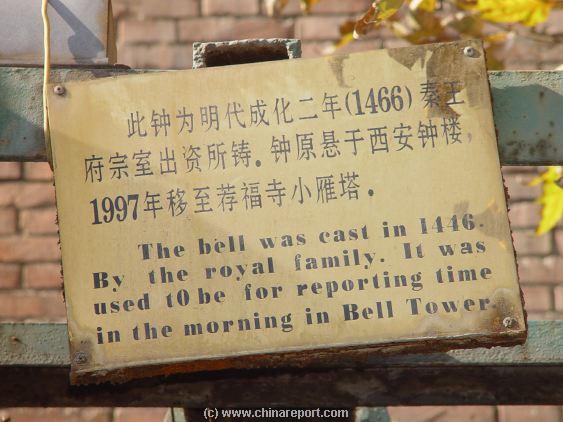 此钟为明代成化二年(1466)秦王
府宗室出资所铸.钟原悬于西安钟楼,
1997年移至荐福寺小雁塔.
The bell was cast in 1446.
By the royal family. It was
used t0 be for reporting time
in the morning in Bell Tower
(c) www.chinareport.com